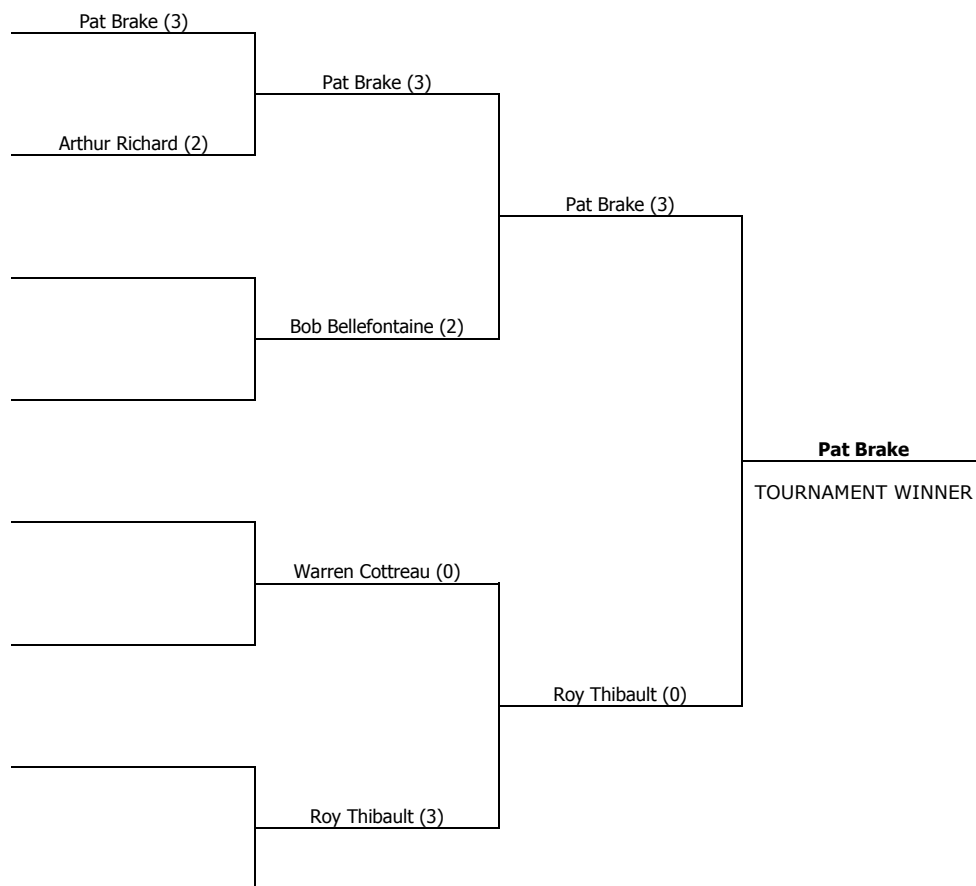 Pat Brake (3)
Pat Brake (3)
Arthur Richard (2)
Pat Brake (3)
Bob Bellefontaine (2)
Pat Brake
TOURNAMENT WINNER
Warren Cottreau (0)
Roy Thibault (0)
Roy Thibault (3)